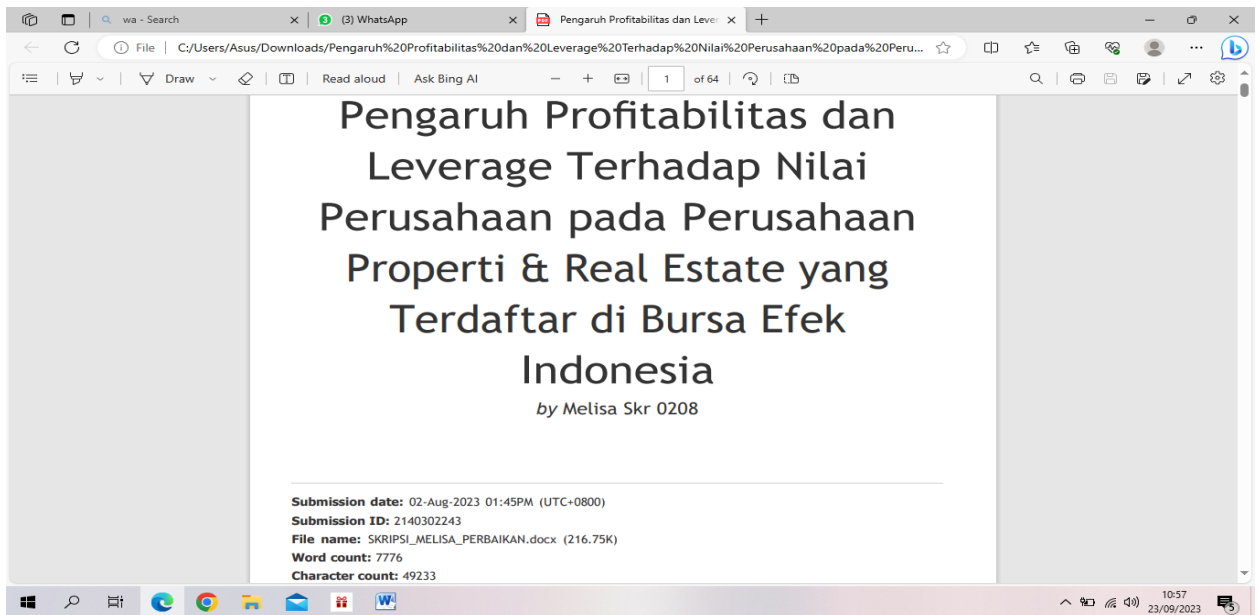 wa - Search
(3) WhatsApp
Pengaruh Profitabilitas dan Lever
File
C:/Users/Asus/Downloads/Pengaruh%20Profitabilitas%20dan%20Leverage%20Terhadap%20Nilai%20Perusahaan%20pada%20Peru...
Draw
Read aloud
Ask Bing AI
1
of 64
Pengaruh Profitabilitas dan
Leverage Terhadap Nilai
Perusahaan pada Perusahaan
Properti & Real Estate yang
Terdaftar di Bursa Efek
Indonesia
by Melisa Skr 0208
Submission date: 02-Aug-2023 01:45PM (UTC+0800)
Submission ID: 2140302243
File name: SKRIPSI_MELISA_PERBAIKAN.docx (216.75K)
Word count: 7776
Character count: 49233
10:57
23/09/2023